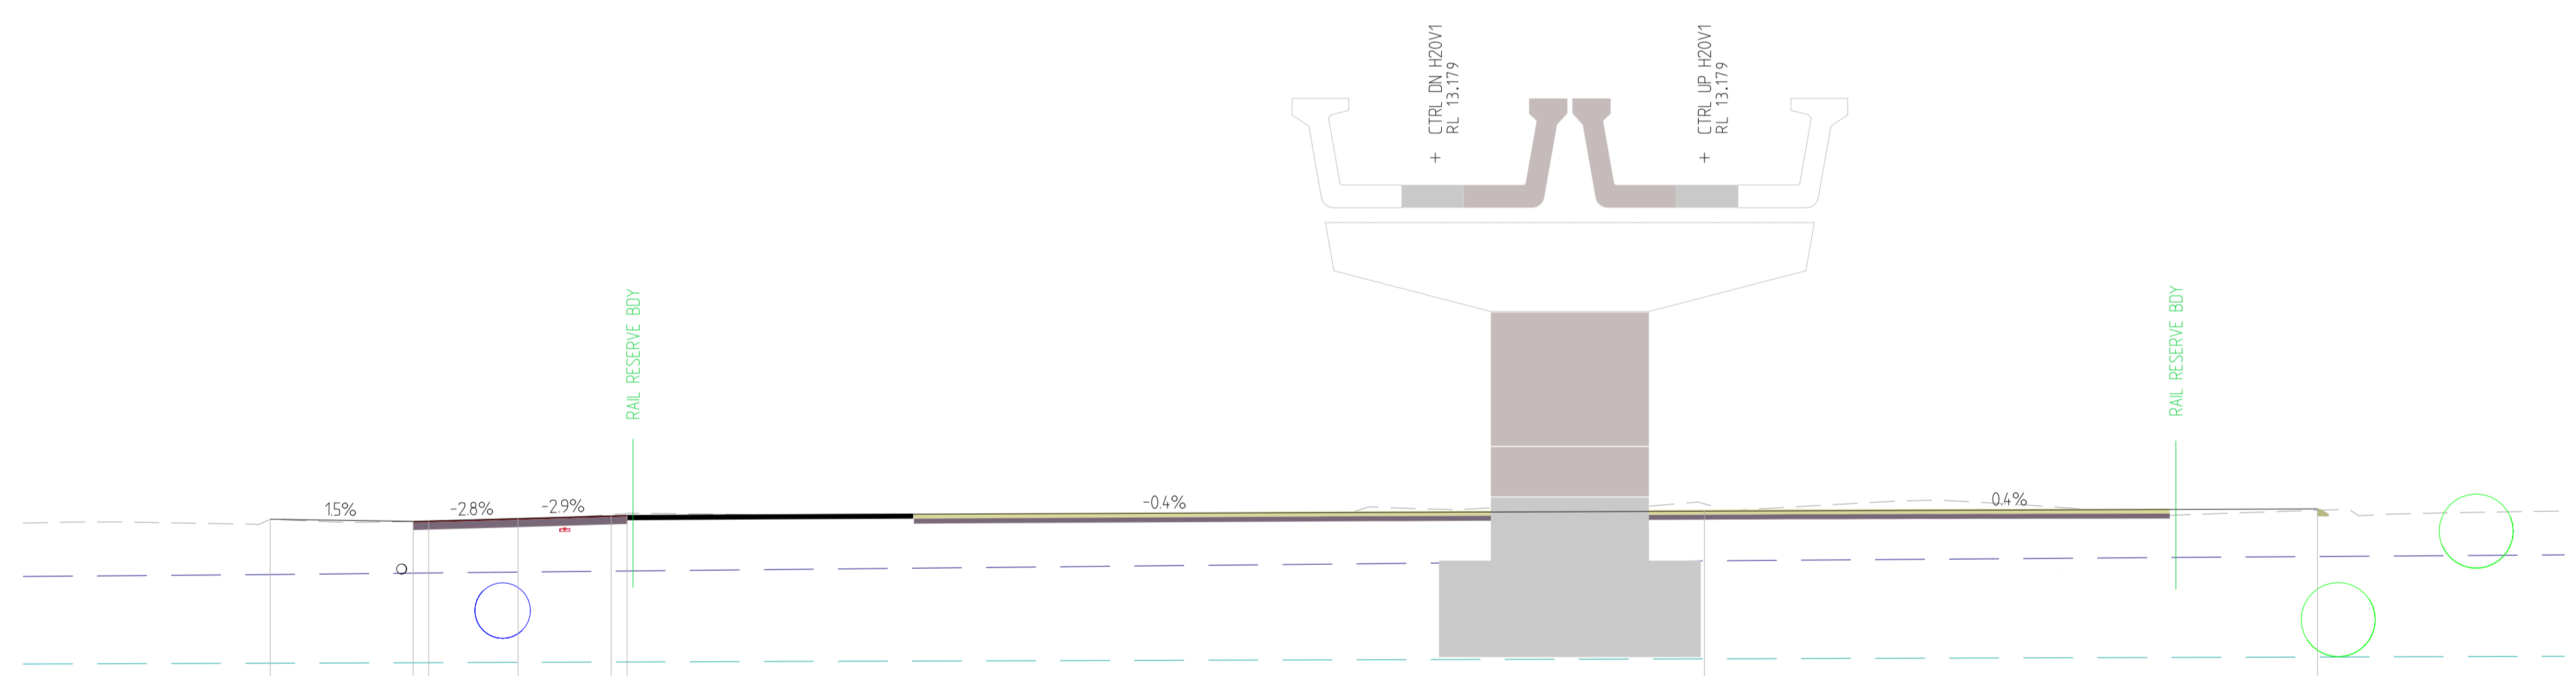 CTRL DN H20V1
RL 13.179
CTRL UP H20V1
RL 13.179
RAIL RESERVE BDY
RAIL RESERVE BDY
1.5%
-2.8%
-2.9%
-0.4%
0.4%